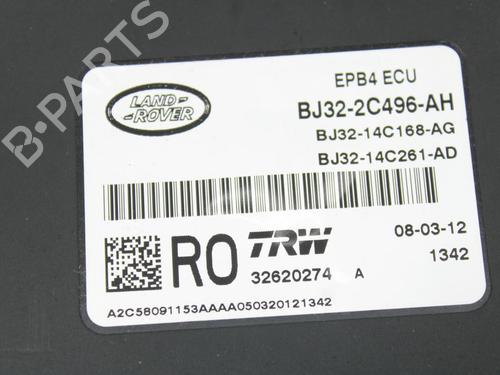 B-PARTS
LAND
ROVER
EPB4 ECU
BJ32-2C496-AH
BJ32-14C168-AG
BJ32-14C261-AD
RO TRW 08-03-12
32620274 A 1342
A2C58091153AAAA050320121342